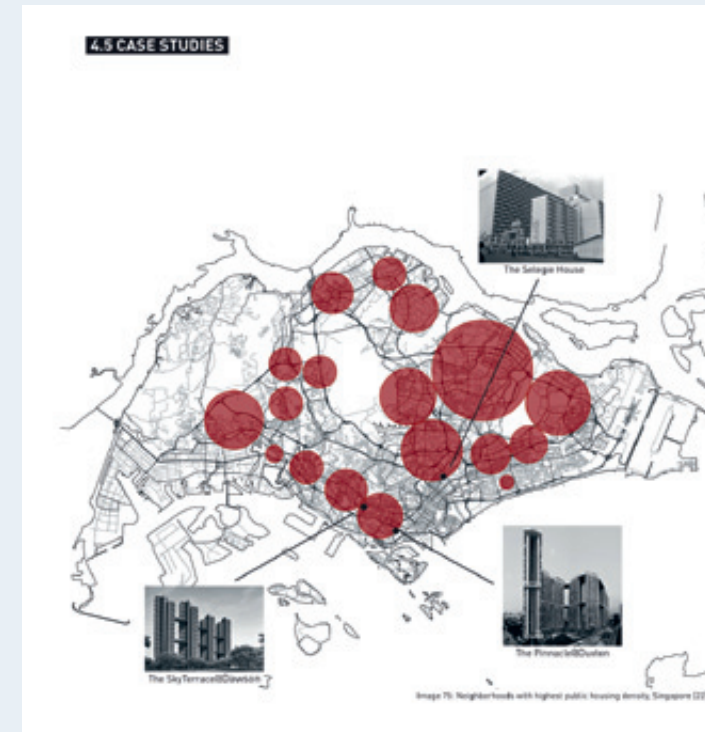 4.5 CASE STUDIES
The Selegie House
The Pinnacle@Duxton
The SkyTerrace@Dawson
Image 75: Neighborhoods with highest public housing density, Singapore